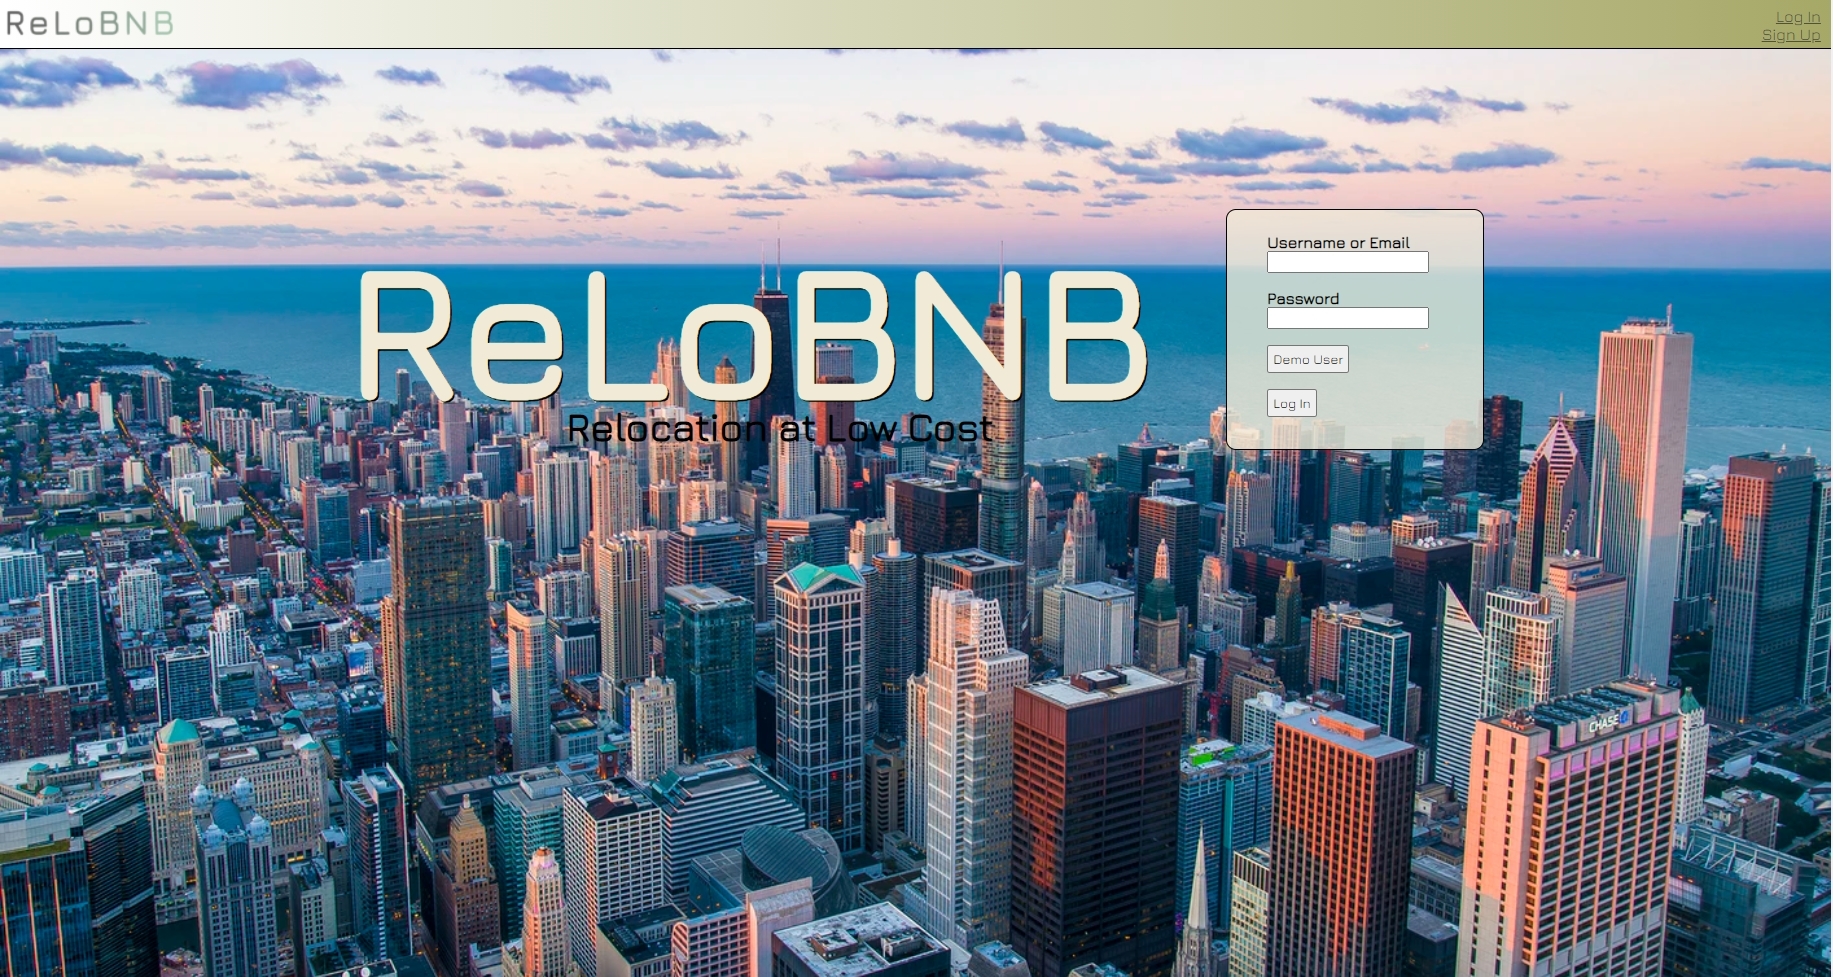 ReLoBNB
Log In
Sign Up
Username or Email
ReLoBNB
Password
Demo User
Log In
Relocation at Low Cost
CHASE